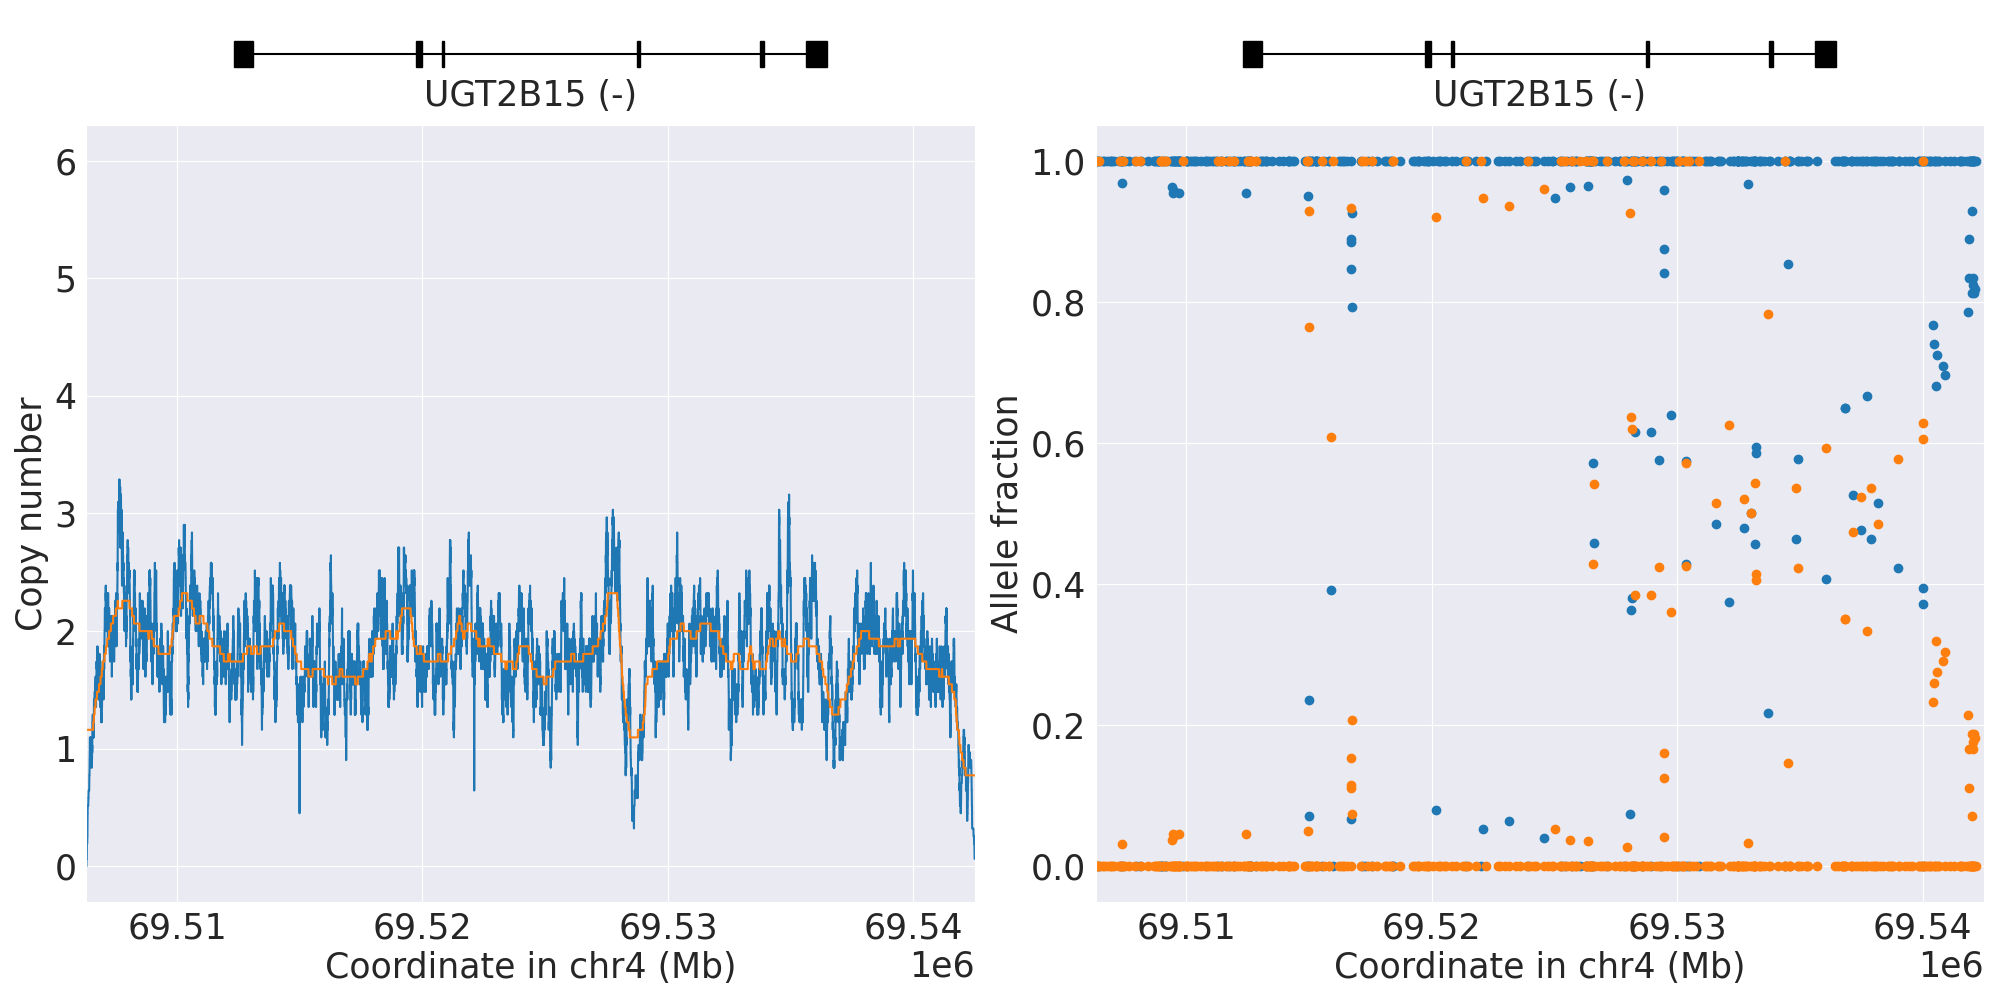 UGT2B15 (-)
UGT2B15 (-)
6
5
4
3
2
1
0
Copy number
69.51
69.52
69.53
69.54
Coordinate in chr4 (Mb)
1e6
1.0
0.8
0.6
0.4
0.2
0.0
Allele fraction
69.51
69.52
69.53
69.54
Coordinate in chr4 (Mb)
1e6